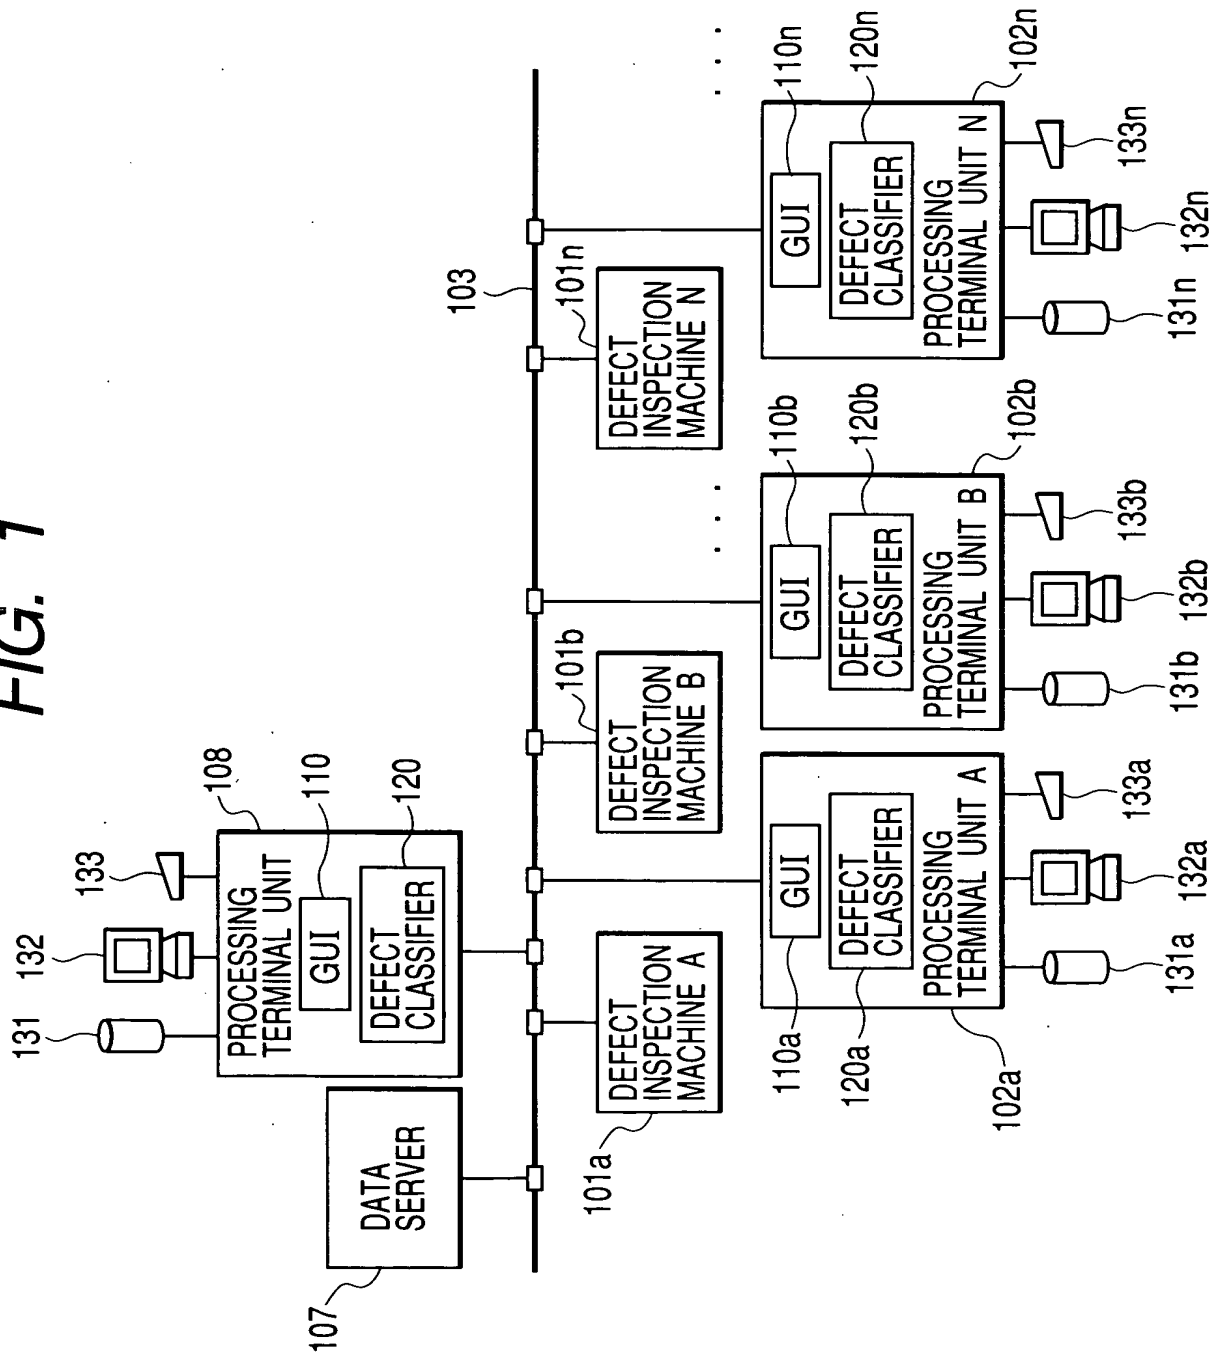 FIG. 1
131
132
133
108
PROCESSING
TERMINAL UNIT
GUI
110
DEFECT
CLASSIFIER
120
DATA
SERVER
107
103
DEFECT
INSPECTION
MACHINE A
101a
DEFECT
INSPECTION
MACHINE B
101b
DEFECT
INSPECTION
MACHINE N
101n
. . .
. . .
110a
GUI
120a
DEFECT
CLASSIFIER
PROCESSING
TERMINAL UNIT A
102a
131a
132a
133a
GUI
110b
DEFECT
CLASSIFIER
120b
PROCESSING
TERMINAL UNIT B
102b
131b
132b
133b
GUI
110n
DEFECT
CLASSIFIER
120n
PROCESSING
TERMINAL UNIT N
102n
131n
132n
133n